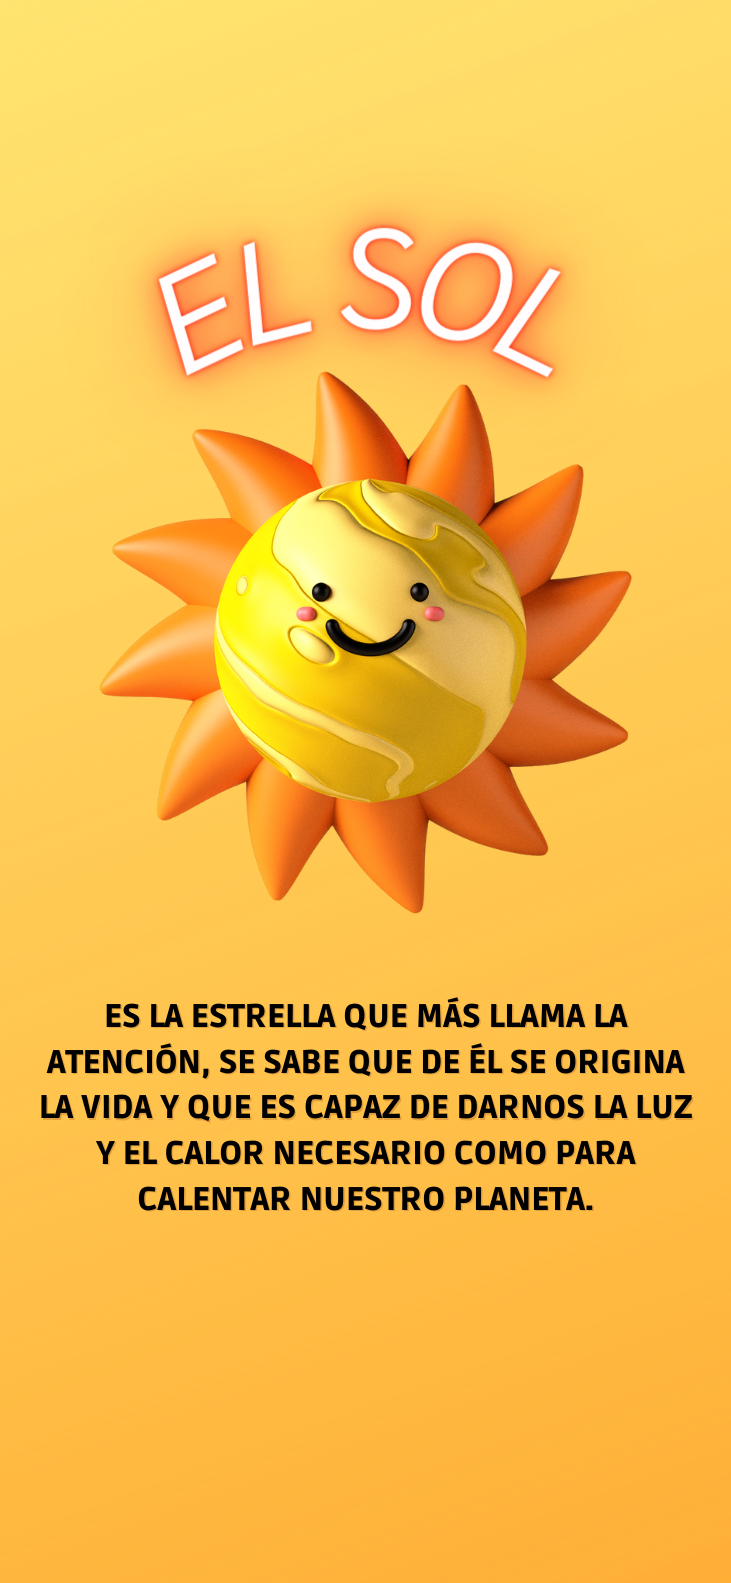 EL SOL
ES LA ESTRELLA QUE MÁS LLAMA LA
ATENCIÓN, SE SABE QUE DE ÉL SE ORIGINA
LA VIDA Y QUE ES CAPAZ DE DARNOS LA LUZ
Y EL CALOR NECESARIO COMO PARA
CALENTAR NUESTRO PLANETA.